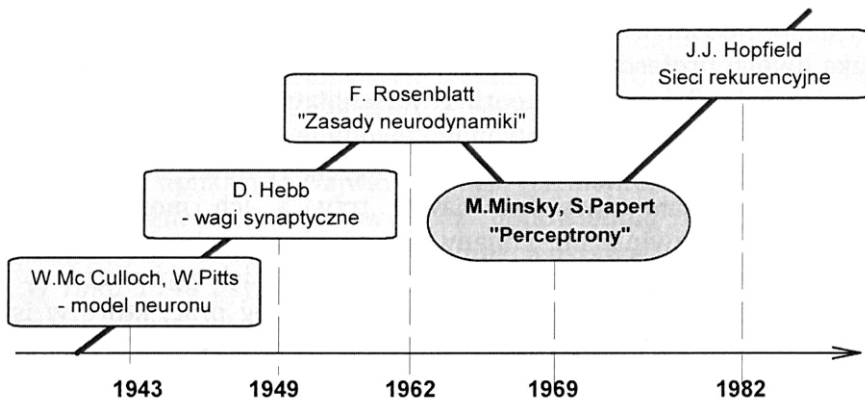 J.J. Hopfield
Sieci rekurencyjne
F. Rosenblatt
"Zasady neurodynamiki"
D. Hebb
- wagi synaptyczne
M.Minsky, S.Papert
"Perceptrony"
W.Mc Culloch, W.Pitts
- model neuronu
1943
1949
1962
1969
1982